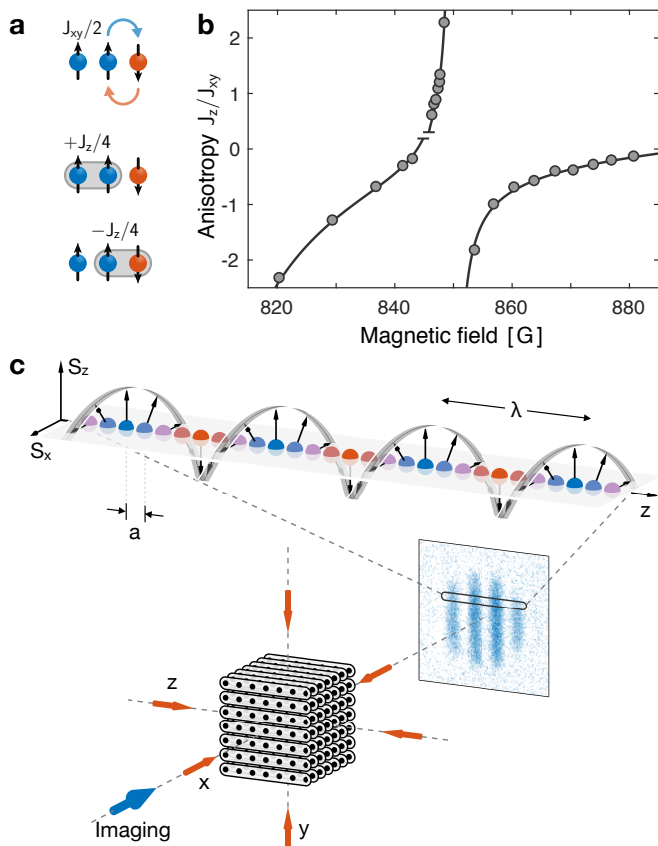 a
J_xy/2
+J_z/4
−J_z/4
b
Anisotropy J_z/J_xy
2
1
0
-1
-2
820
840
860
880
Magnetic field [G]
c
S_z
S_x
λ
z
a
z
x
y
Imaging